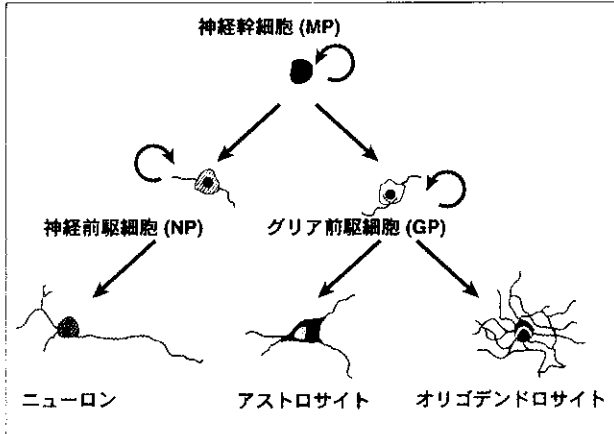 神経幹細胞 (MP)
神経前駆細胞 (NP)
グリア前駆細胞 (GP)
ニューロン
アストロサイト
オリゴデンドロサイト